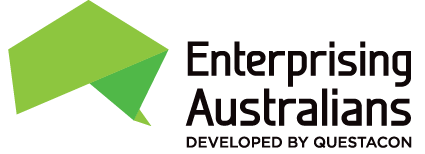 Enterprising
Australians
DEVELOPED BY QUESTACON